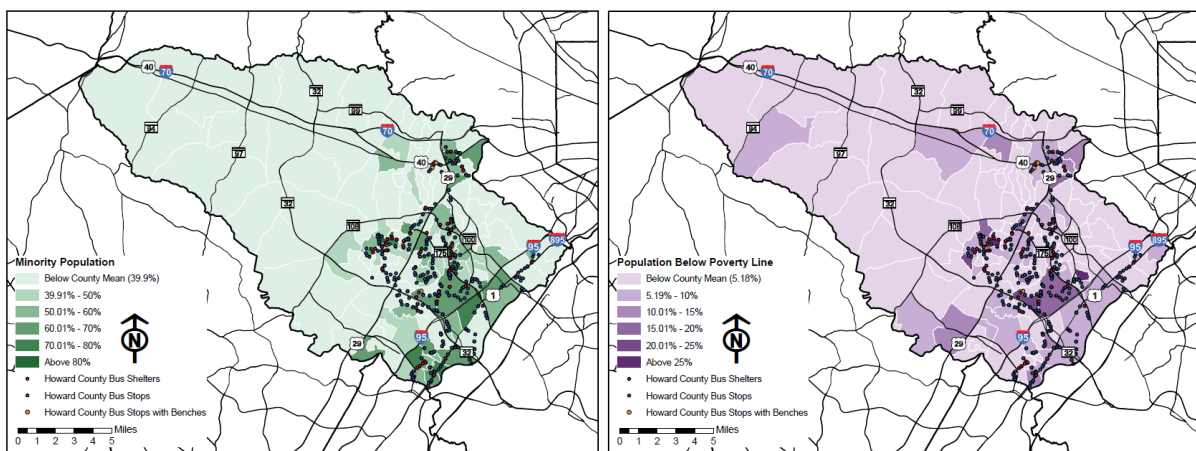 40
70
32
99
94
70
97
40
29
32
108
100
175
95
895
1
29
95
32
Minority Population
Below County Mean (39.9%)
39.91% - 50%
50.01% - 60%
60.01% - 70%
70.01% - 80%
Above 80%
N
Howard County Bus Shelters
Howard County Bus Stops
Howard County Bus Stops with Benches
Miles
0 1 2 3 4 5
40
70
32
99
94
70
97
40
29
32
108
100
175
95
895
1
29
95
32
Population Below Poverty Line
Below County Mean (5.18%)
5.19% - 10%
10.01% - 15%
15.01% - 20%
20.01% - 25%
Above 25%
N
Howard County Bus Shelters
Howard County Bus Stops
Howard County Bus Stops with Benches
Miles
0 1 2 3 4 5